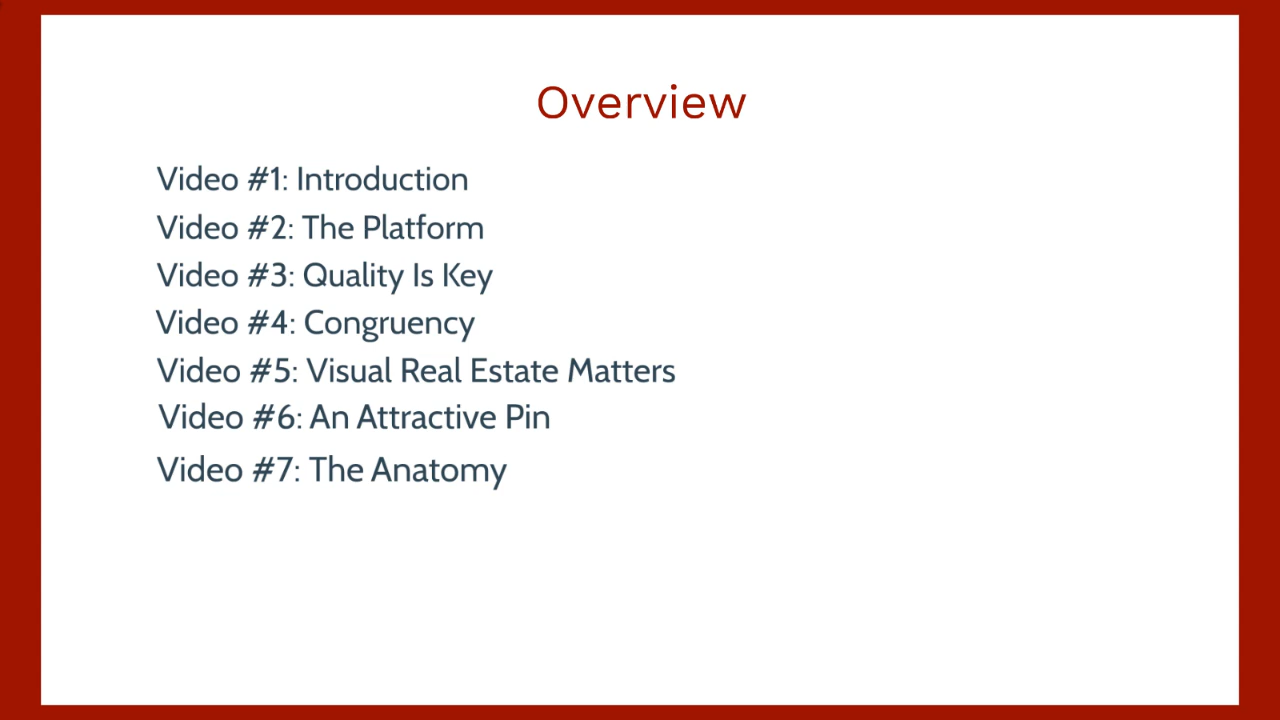 Overview
Video #1: Introduction
Video #2: The Platform
Video #3: Quality Is Key
Video #4: Congruency
Video #5: Visual Real Estate Matters
Video #6: An Attractive Pin
Video #7: The Anatomy